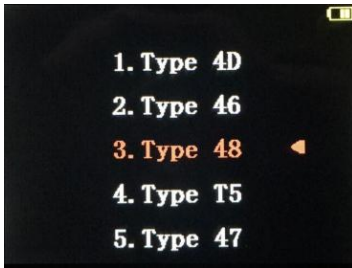 1. Type 4D
2. Type 46
3. Type 48
4. Type T5
5. Type 47